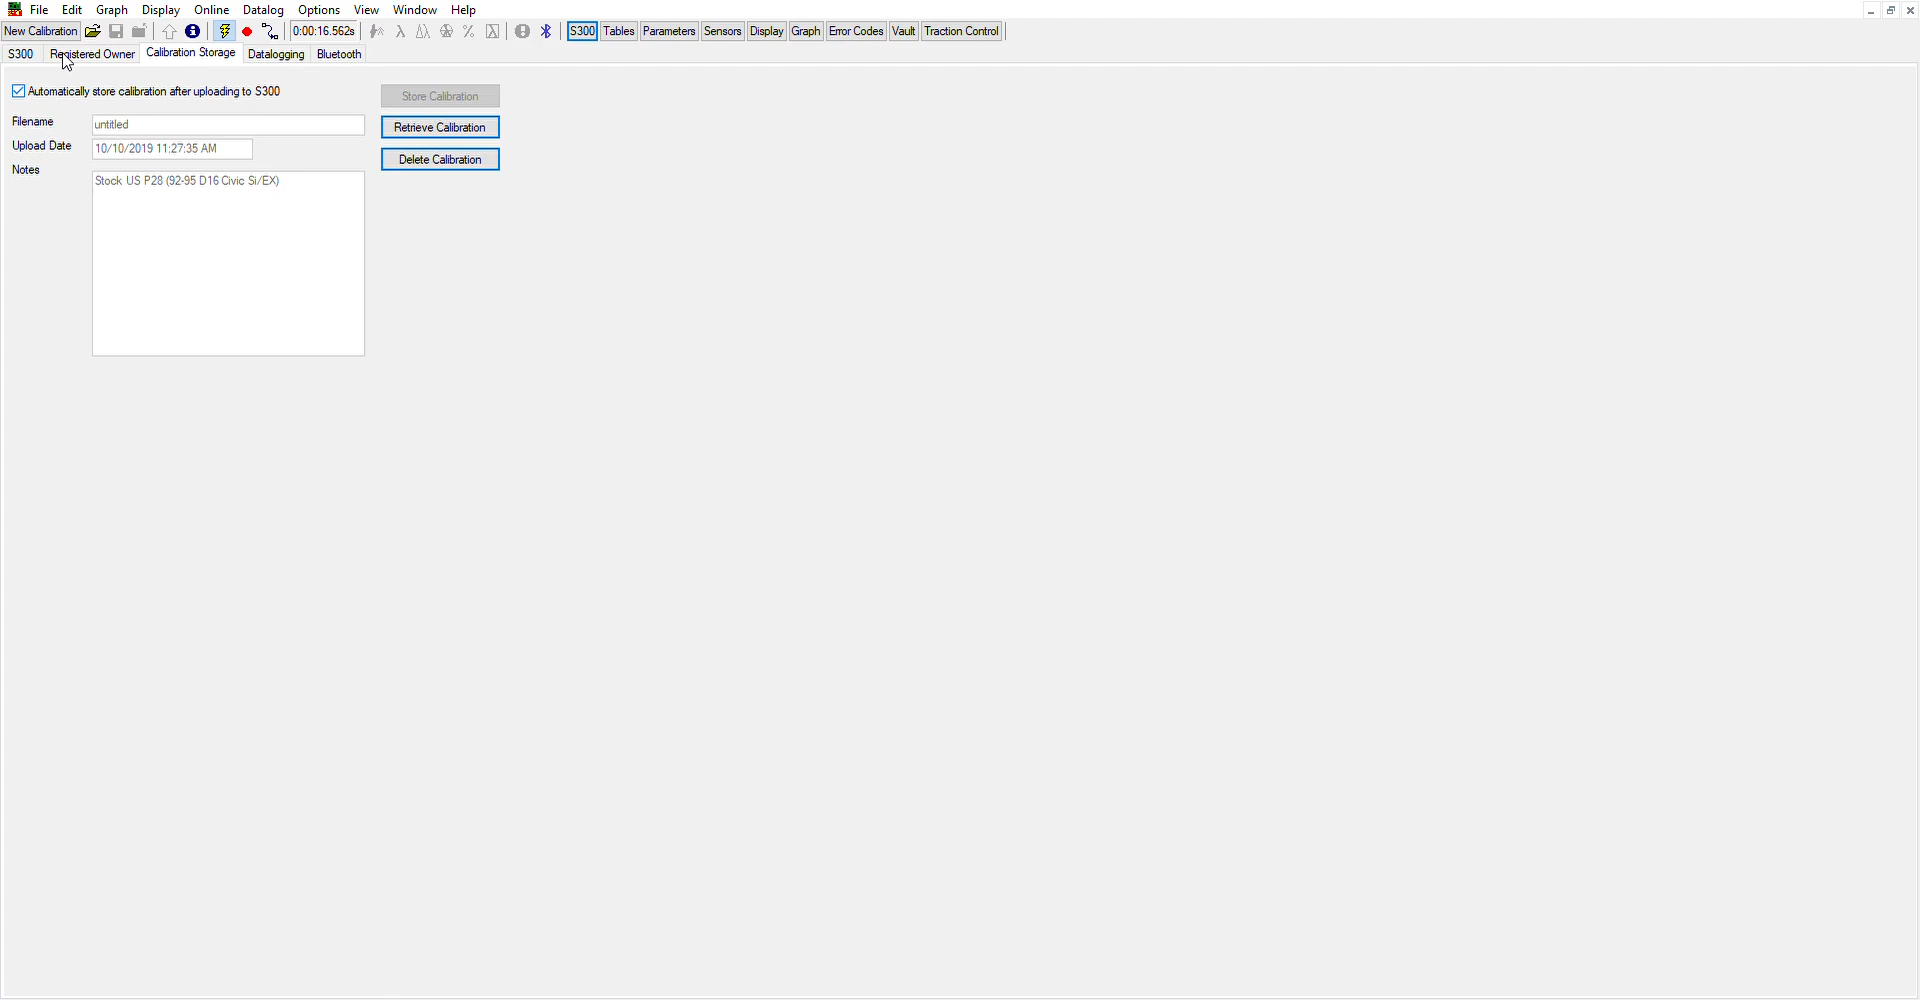 File Edit Graph Display Online Datalog Options View Window Help
New Calibration 0:00:16.562s S300 Tables Parameters Sensors Display Graph Error Codes Vault Traction Control
S300 Registered Owner Calibration Storage Datalogging Bluetooth
Automatically store calibration after uploading to S300
Store Calibration
Filename untitled
Retrieve Calibration
Upload Date 10/10/2019 11:27:35 AM
Delete Calibration
Notes
Stock US P28 (92-95 D16 Civic Si/EX)